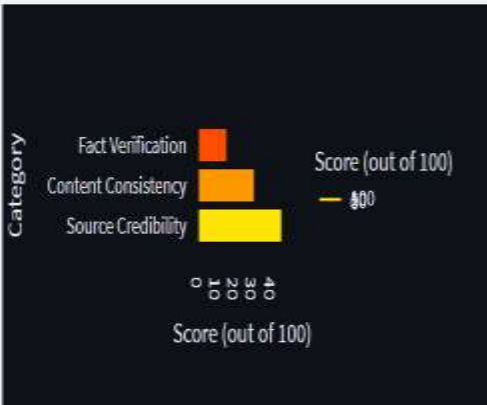 Category
Fact Verification
Content Consistency
Source Credibility
0
10
20
30
40
Score (out of 100)
Score (out of 100)